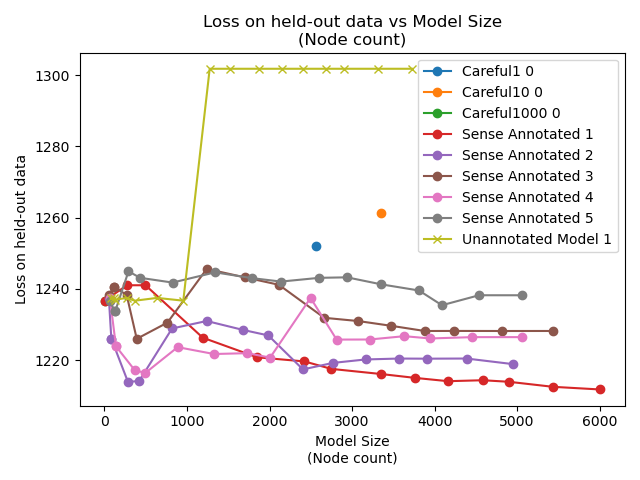 Loss on held-out data vs Model Size
(Node count)
Loss on held-out data
1300
1280
1260
1240
1220
0 1000 2000 3000 4000 5000 6000
Model Size
(Node count)
Careful1 0
Careful10 0
Careful1000 0
Sense Annotated 1
Sense Annotated 2
Sense Annotated 3
Sense Annotated 4
Sense Annotated 5
Unannotated Model 1